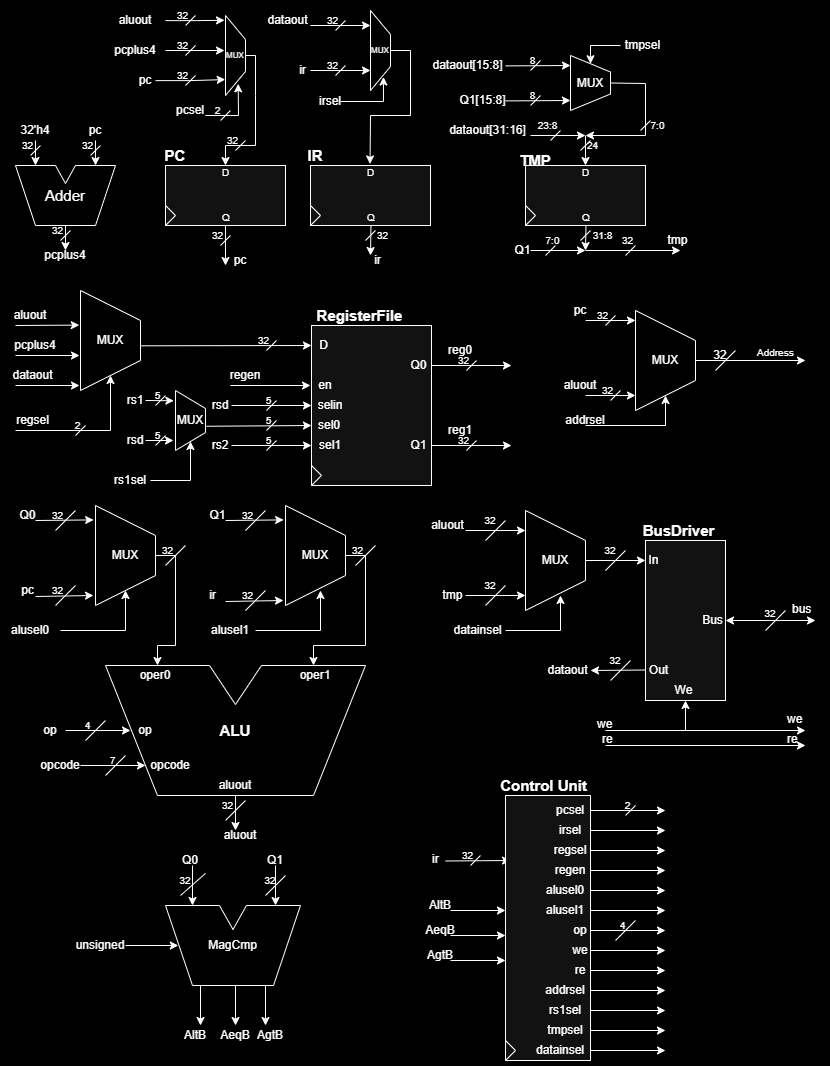 aluout 32
pcplus4 32
pc 32
MUX
pcsel 2
32
dataout 32
ir 32
MUX
irsel
tmpsel
dataout[15:8] 8
Q1[15:8] 8
MUX
dataout[31:16] 23:8
7:0
24
32'h4 pc
32 32
Adder
32
pcplus4
PC
D
Q
32
pc
IR
D
Q
32
ir
TMP
D
Q
31:8
Q1 7:0
32 tmp
aluout
pcplus4
dataout
MUX
regsel 2
32
rs1 5
rsd 5
MUX
rs1sel
RegisterFile
regen
rsd 5
5
rs2 5
D
en
selin
sel0
sel1
Q0
Q1
reg0
32
reg1
32
pc 32
aluout 32
MUX
addrsel
32 Address
Q0 32
pc 32
MUX
32
alusel0
Q1 32
ir 32
MUX
32
alusel1
oper0 oper1
op 4 op
ALU
opcode 7 opcode
aluout
32
aluout
aluout 32
tmp 32
MUX
datainsel
32
BusDriver
In
Bus
32 bus
dataout 32 Out
We
we we
re re
Q0 Q1
32 32
unsigned
MagCmp
AltB AeqB AgtB
Control Unit
ir 32
AltB
AeqB
AgtB
pcsel 2
irsel
regsel
regen
alusel0
alusel1
op 4
we
re
addrsel
rs1sel
tmpsel
datainsel